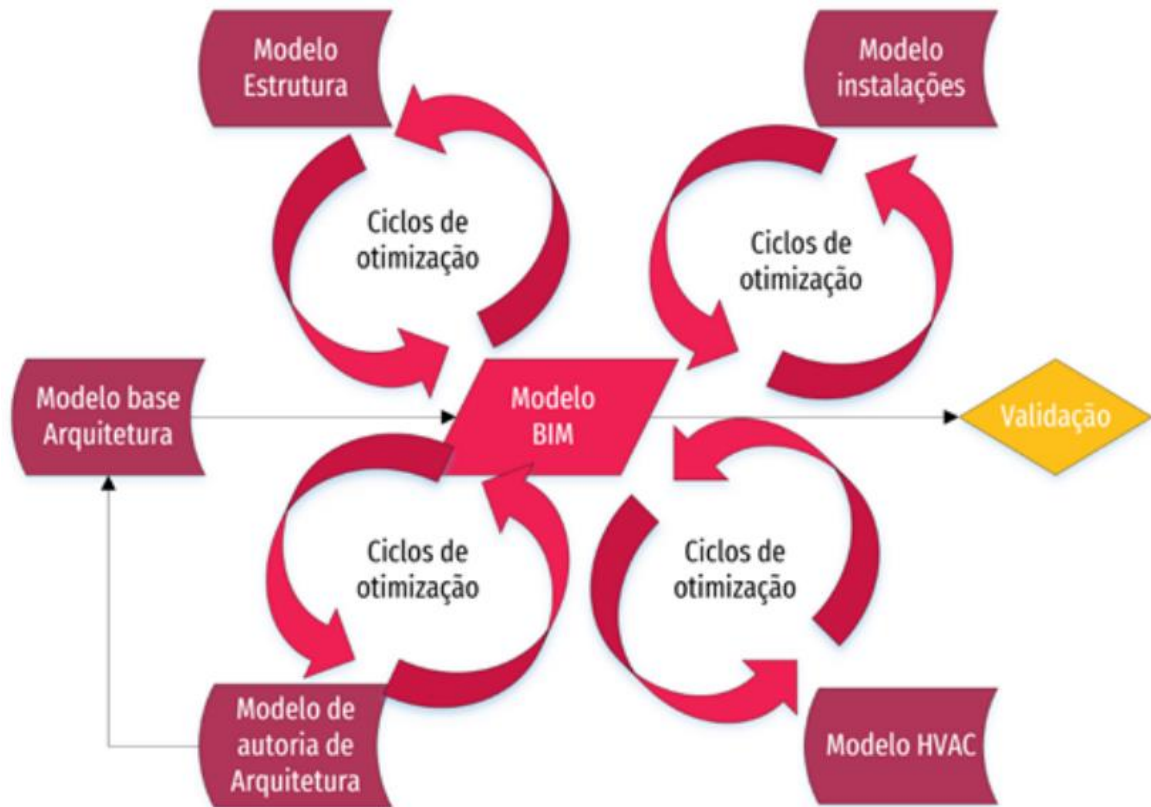 Modelo
Estrutura
Modelo
instalações
Ciclos de
otimização
Ciclos de
otimização
Modelo base
Arquitetura
Modelo
BIM
Validação
Ciclos de
otimização
Ciclos de
otimização
Modelo de
autoria de
Arquitetura
Modelo HVAC